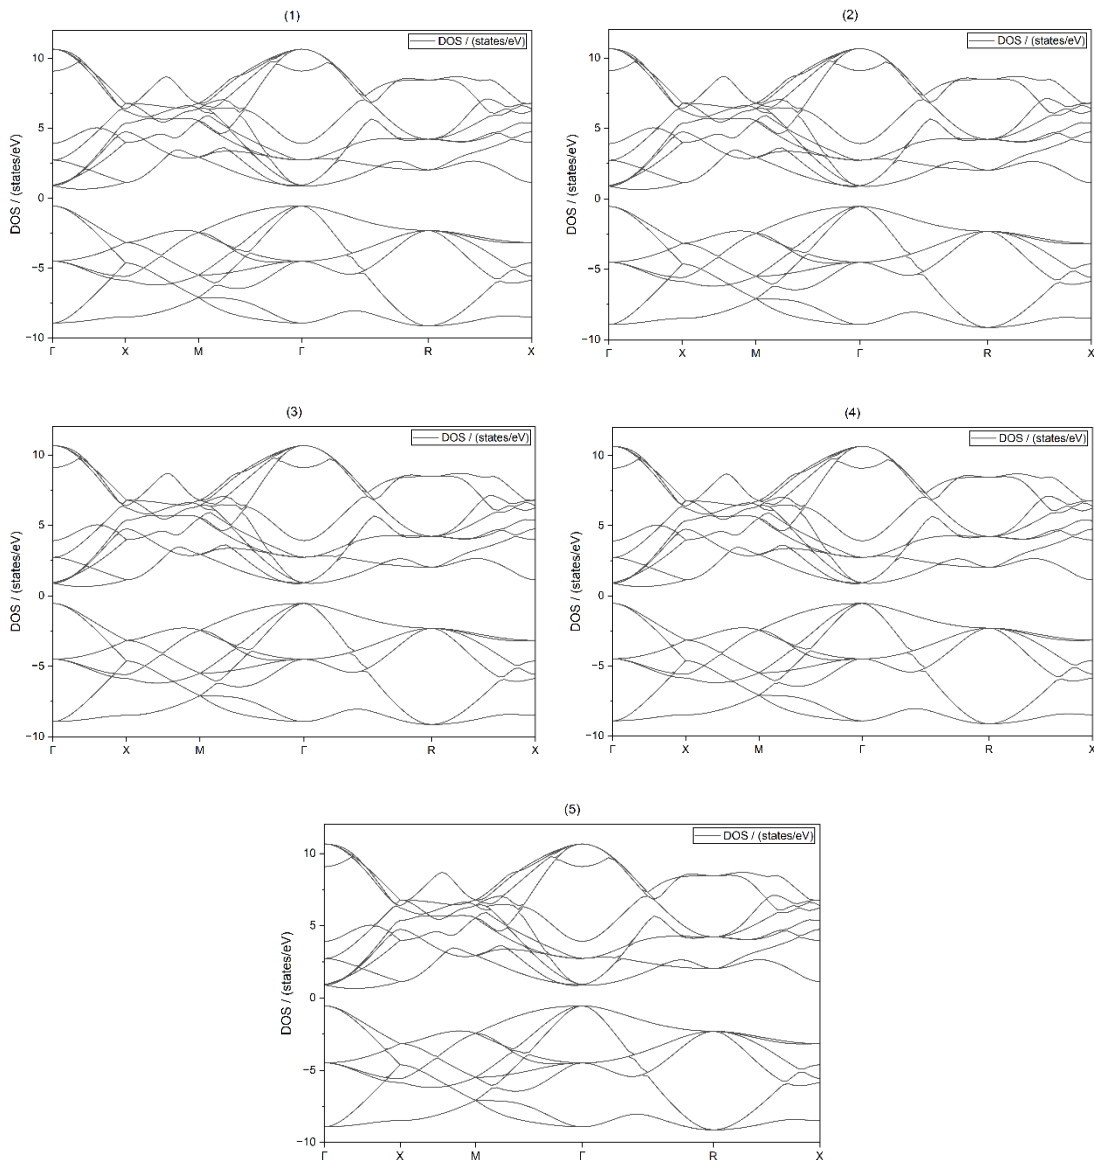 (1)
DOS / (states/eV)
DOS / (states/eV)
10
5
0
−5
−10
Γ X M Γ R X
(2)
DOS / (states/eV)
DOS / (states/eV)
10
5
0
−5
−10
Γ X M Γ R X
(3)
DOS / (states/eV)
DOS / (states/eV)
10
5
0
−5
−10
Γ X M Γ R X
(4)
DOS / (states/eV)
DOS / (states/eV)
10
5
0
−5
−10
Γ X M Γ R X
(5)
DOS / (states/eV)
DOS / (states/eV)
10
5
0
−5
−10
Γ X M Γ R X